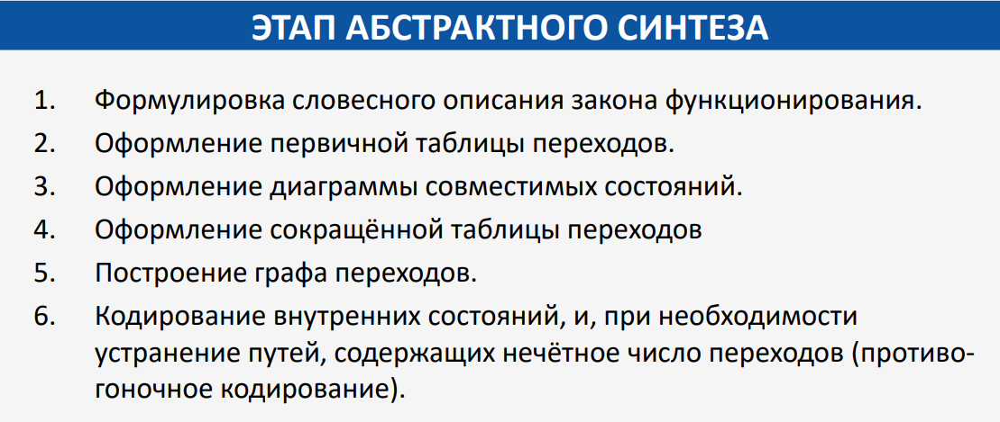 ЭТАП АБСТРАКТНОГО СИНТЕЗА
1. Формулировка словесного описания закона функционирования.
2. Оформление первичной таблицы переходов.
3. Оформление диаграммы совместимых состояний.
4. Оформление сокращённой таблицы переходов
5. Построение графа переходов.
6. Кодирование внутренних состояний, и, при необходимости
устранение путей, содержащих нечётное число переходов (противо-
гоночное кодирование).